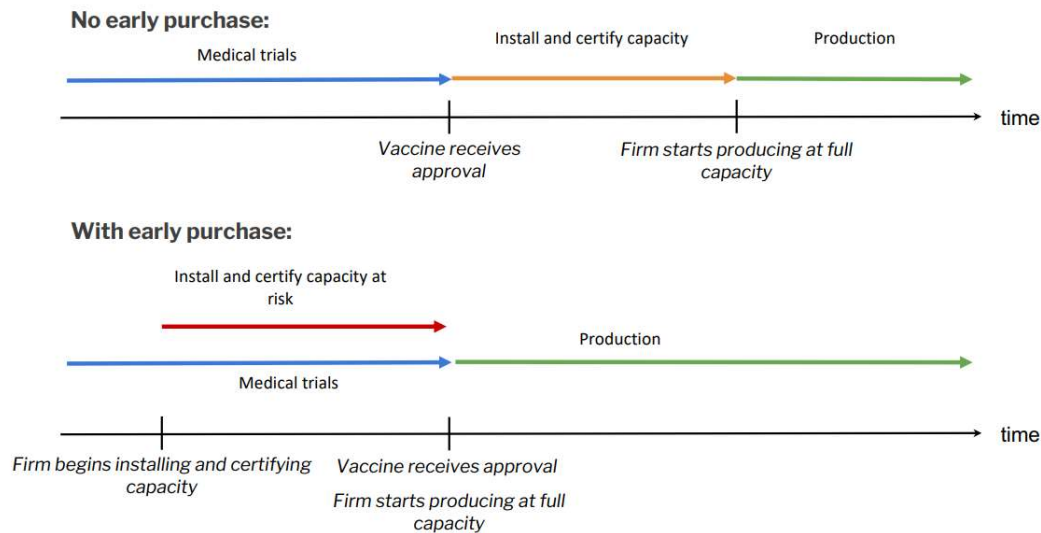 No early purchase:
Medical trials
Install and certify capacity
Production
time
Vaccine receives
approval
Firm starts producing at full
capacity
With early purchase:
Install and certify capacity at
risk
Production
Medical trials
time
Firm begins installing and certifying
capacity
Vaccine receives approval
Firm starts producing at full
capacity